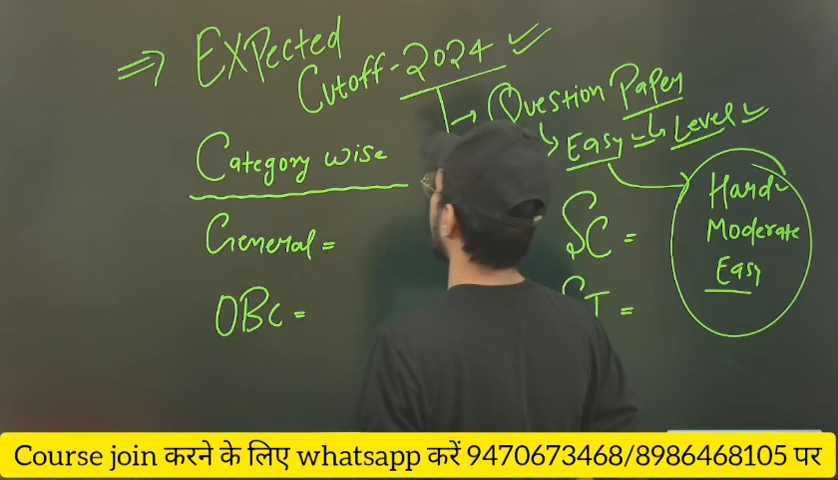 ⇒ Expected
Cutoff-2024 ✓
→ Question Paper
↳ Level ✓
↳ Easy
Category wise
General =
OBC =
SC =
ST =
Hard
Moderate
Easy
Course join करने के लिए whatsapp करें 9470673468/8986468105 पर